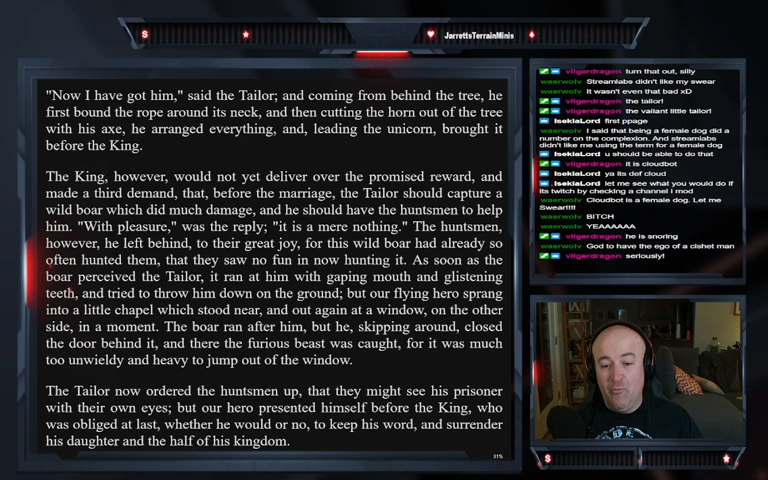 JarrettsTerrainMinis
"Now I have got him," said the Tailor; and coming from behind the tree, he
first bound the rope around its neck, and then cutting the horn out of the tree
with his axe, he arranged everything, and, leading the unicorn, brought it
before the King.
The King, however, would not yet deliver over the promised reward, and
made a third demand, that, before the marriage, the Tailor should capture a
wild boar which did much damage, and he should have the huntsmen to help
him. "With pleasure," was the reply; "it is a mere nothing." The huntsmen,
however, he left behind, to their great joy, for this wild boar had already so
often hunted them, that they saw no fun in now hunting it. As soon as the
boar perceived the Tailor, it ran at him with gaping mouth and glistening
teeth, and tried to throw him down on the ground; but our flying hero sprang
into a little chapel which stood near, and out again at a window, on the other
side, in a moment. The boar ran after him, but he, skipping around, closed
the door behind it, and there the furious beast was caught, for it was much
too unwieldy and heavy to jump out of the window.
The Tailor now ordered the huntsmen up, that they might see his prisoner
with their own eyes; but our hero presented himself before the King, who
was obliged at last, whether he would or no, to keep his word, and surrender
his daughter and the half of his kingdom.
31%
vligerdragon turn that out, silly
waerwolv Streamlabs didn't like my swear
waerwolv It wasn't even that bad xD
vligerdragon the tailor!
vligerdragon the valiant little tailor!
IsekiaLord first ppage
waerwolv I said that being a female dog did a
number on the complexion. And streamlabs
didn't like me using the term for a female dog
IsekiaLord u should be able to do that
vligerdragon it is cloudbot
IsekiaLord ya its def cloud
IsekiaLord let me see what you would do if
its twitch by checking a channel i mod
waerwolv Cloudbot is a female dog. Let me
Swear!!!!
waerwolv BITCH
waerwolv YEAAAAAA
vligerdragon he is snoring
waerwolv God to have the ego of a cishet man
vligerdragon seriously!